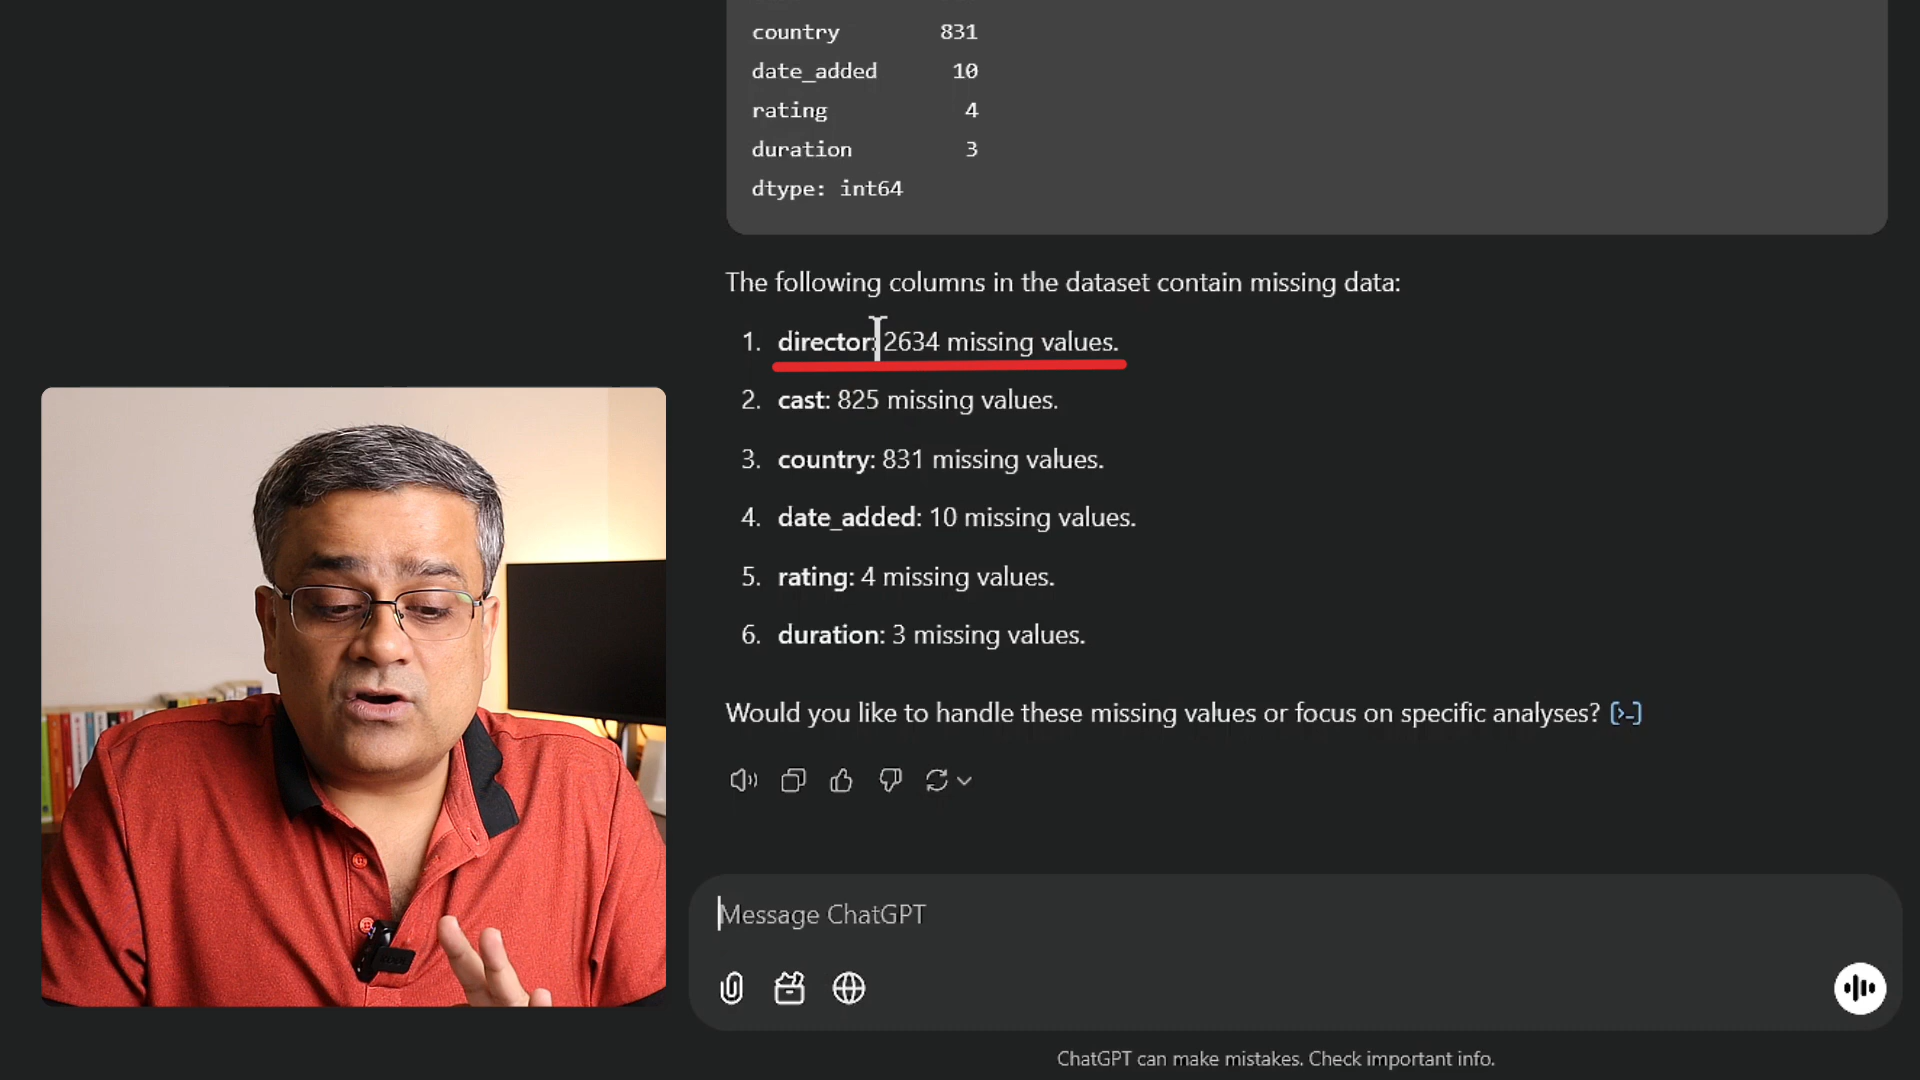 country 831
date_added 10
rating 4
duration 3
dtype: int64
The following columns in the dataset contain missing data:
1. director: 2634 missing values.
2. cast: 825 missing values.
3. country: 831 missing values.
4. date_added: 10 missing values.
5. rating: 4 missing values.
6. duration: 3 missing values.
Would you like to handle these missing values or focus on specific analyses? [>-]
Message ChatGPT
ChatGPT can make mistakes. Check important info.